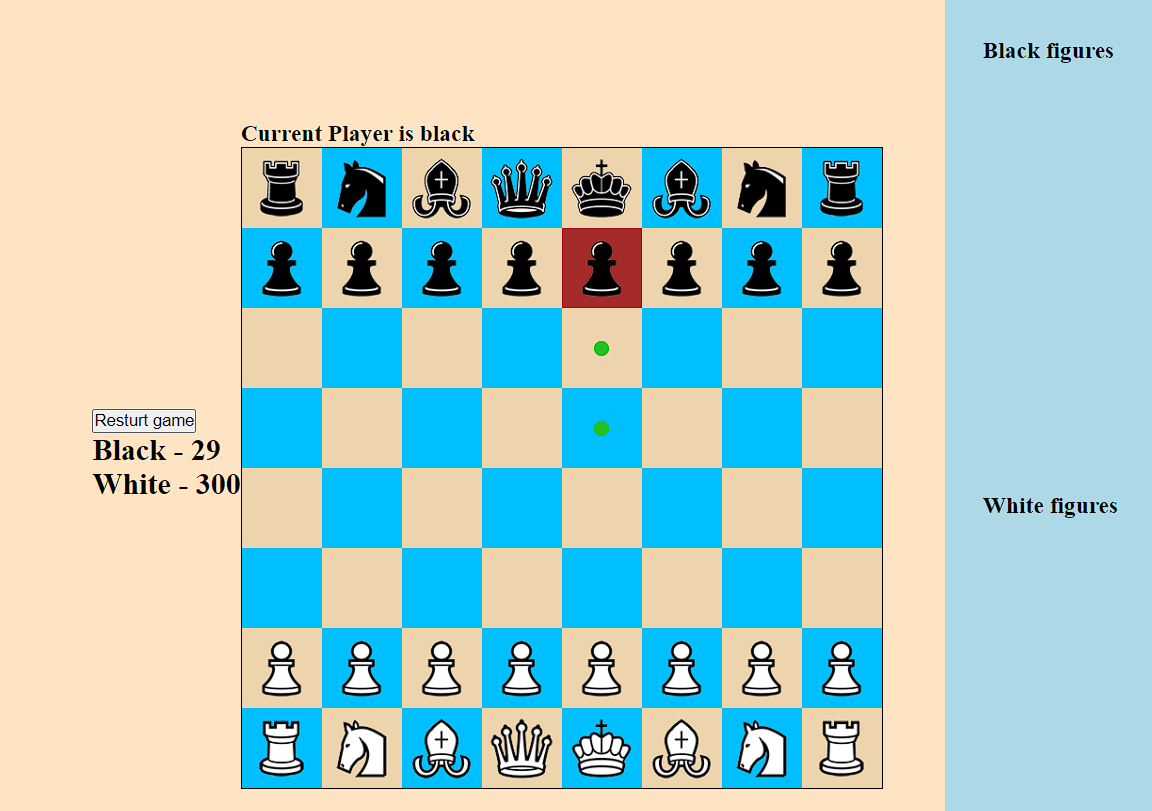 Black figures
Current Player is black
Resturt game
Black - 29
White - 300
White figures